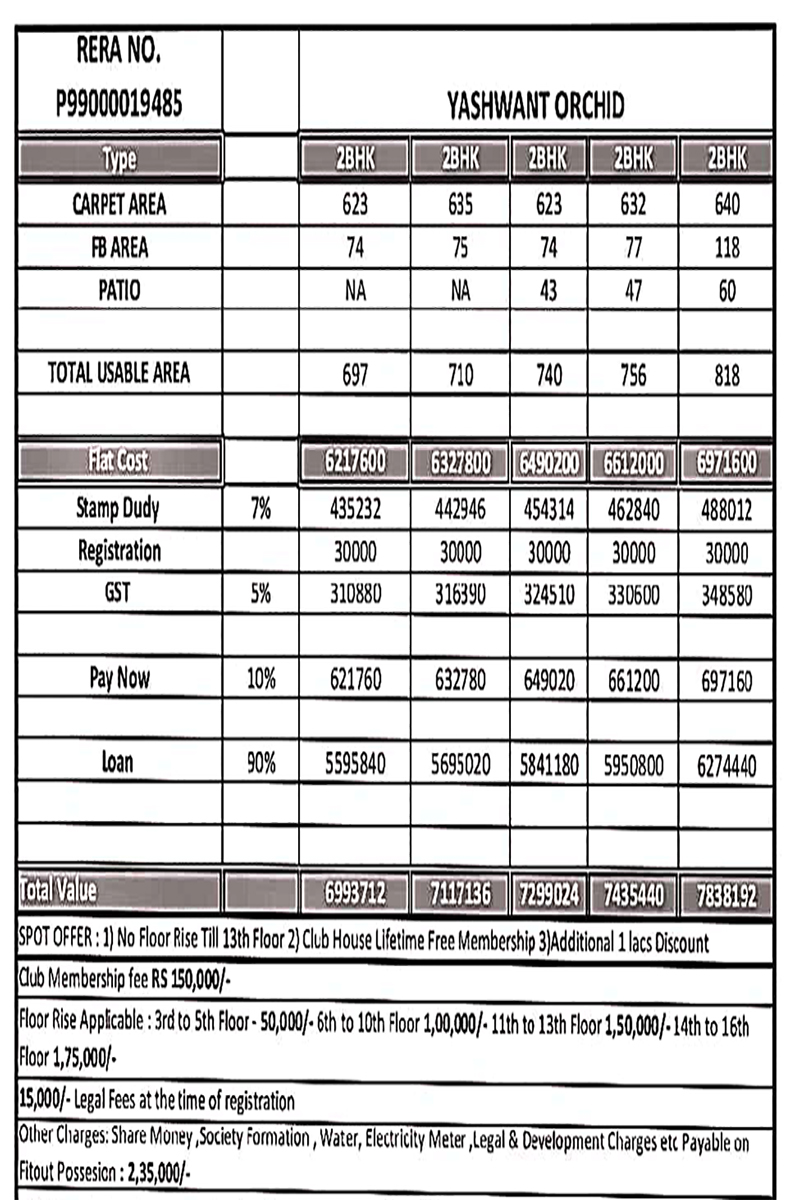 RERA NO.
P99000019485
YASHWANT ORCHID
Type 2BHK 2BHK 2BHK 2BHK 2BHK
CARPET AREA 623 635 623 632 640
FB AREA 74 75 74 77 118
PATIO NA NA 43 47 60
TOTAL USABLE AREA 697 710 740 756 818
Flat Cost 6217600 6327800 6490200 6612000 6971600
Stamp Dudy 7% 435232 442946 454314 462840 488012
Registration 30000 30000 30000 30000 30000
GST 5% 310880 316390 324510 330600 348580
Pay Now 10% 621760 632780 649020 661200 697160
Loan 90% 5595840 5695020 5841180 5950800 6274440
Total Value 6993712 7117136 7299024 7435440 7838192
SPOT OFFER : 1) No Floor Rise Till 13th Floor 2) Club House Lifetime Free Membership 3)Additional 1 lacs Discount
Club Membership fee RS 150,000/-
Floor Rise Applicable : 3rd to 5th Floor - 50,000/- 6th to 10th Floor 1,00,000/- 11th to 13th Floor 1,50,000/- 14th to 16th
Floor 1,75,000/-
15,000/- Legal Fees at the time of registration
Other Charges: Share Money ,Society Formation , Water, Electricity Meter ,Legal & Development Charges etc Payable on
Fitout Possesion : 2,35,000/-